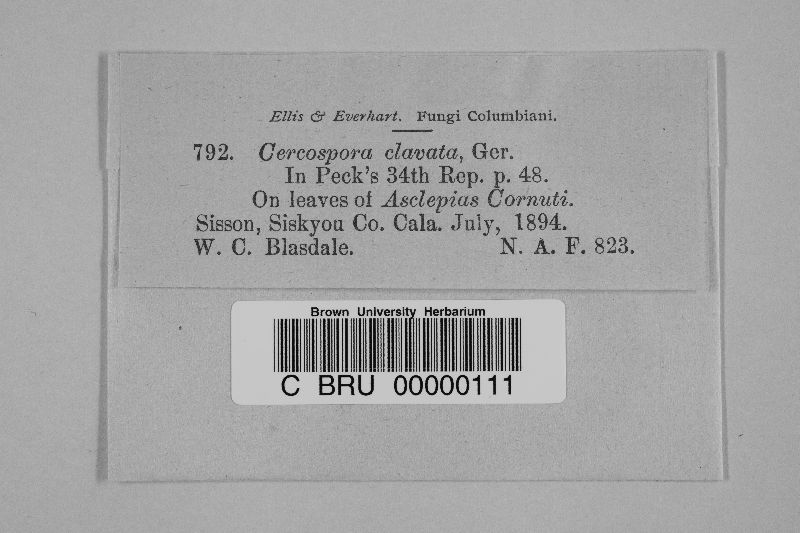 Ellis & Everhart. Fungi Columbiani.
792. Cercospora clavata, Ger.
In Peck's 34th Rep. p. 48.
On leaves of Asclepias Cornuti.
Sisson, Siskyou Co. Cala. July, 1894.
W. C. Blasdale. N. A. F. 823.
Brown University Herbarium
C BRU 00000111